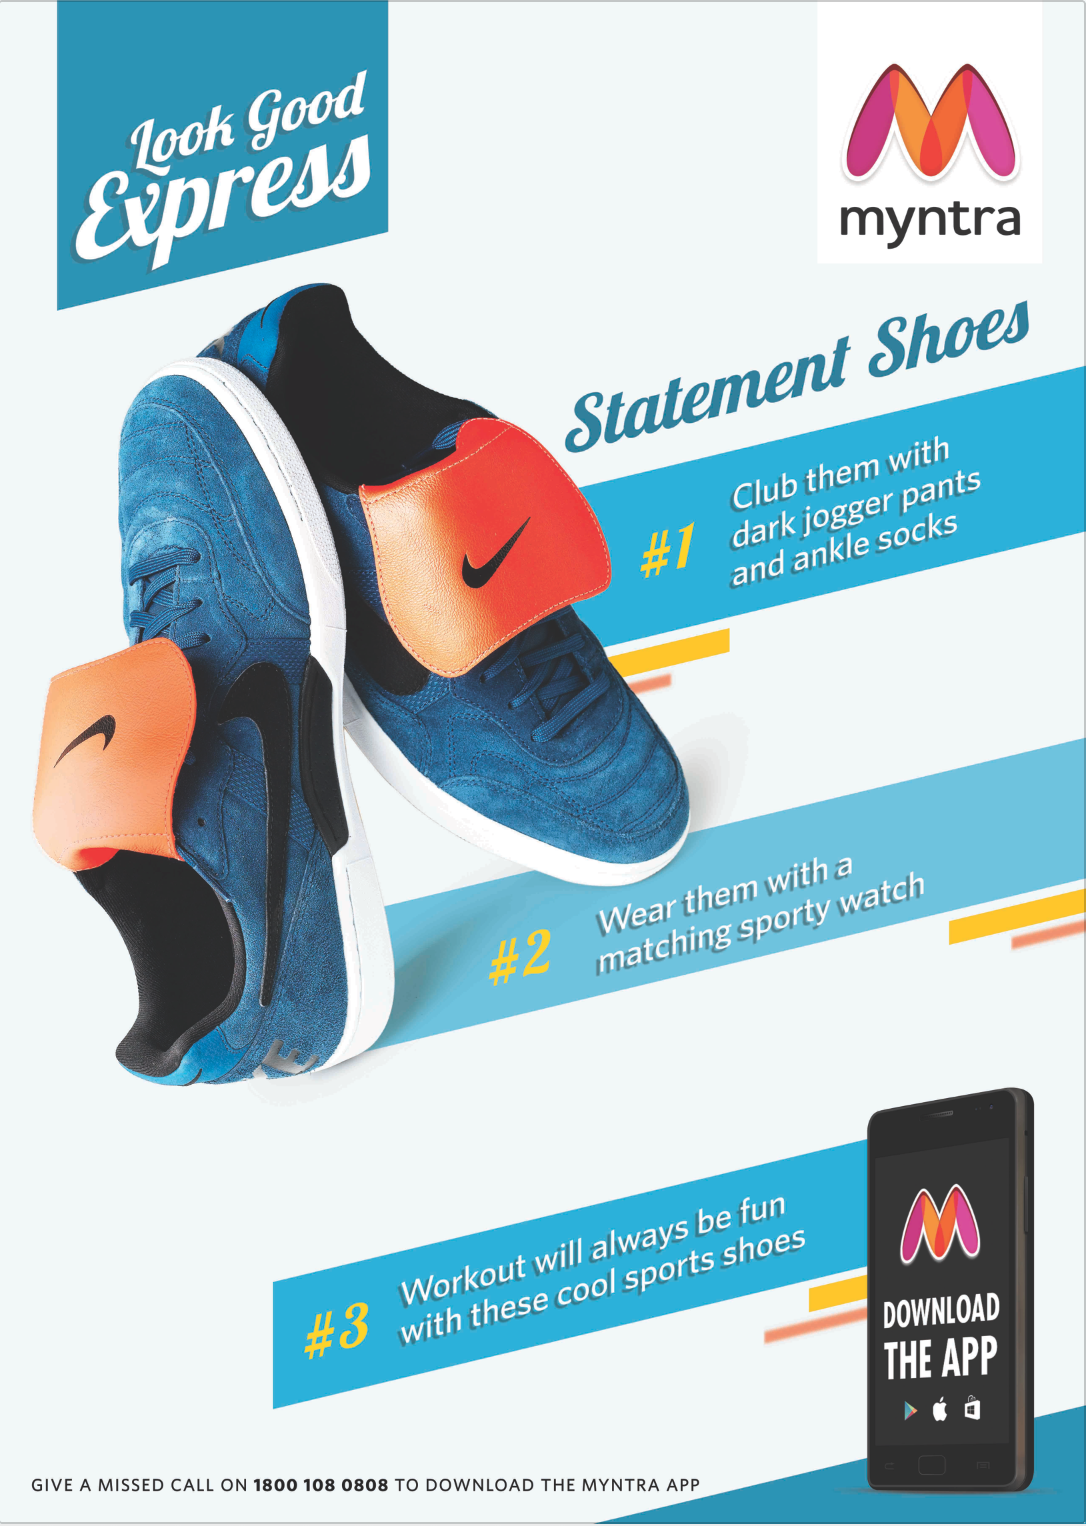 Look Good
Express
myntra
Statement Shoes
#1
Club them with
dark jogger pants
and ankle socks
#2
Wear them with a
matching sporty watch
#3
Workout will always be fun
with these cool sports shoes
DOWNLOAD
THE APP
GIVE A MISSED CALL ON 1800 108 0808 TO DOWNLOAD THE MYNTRA APP